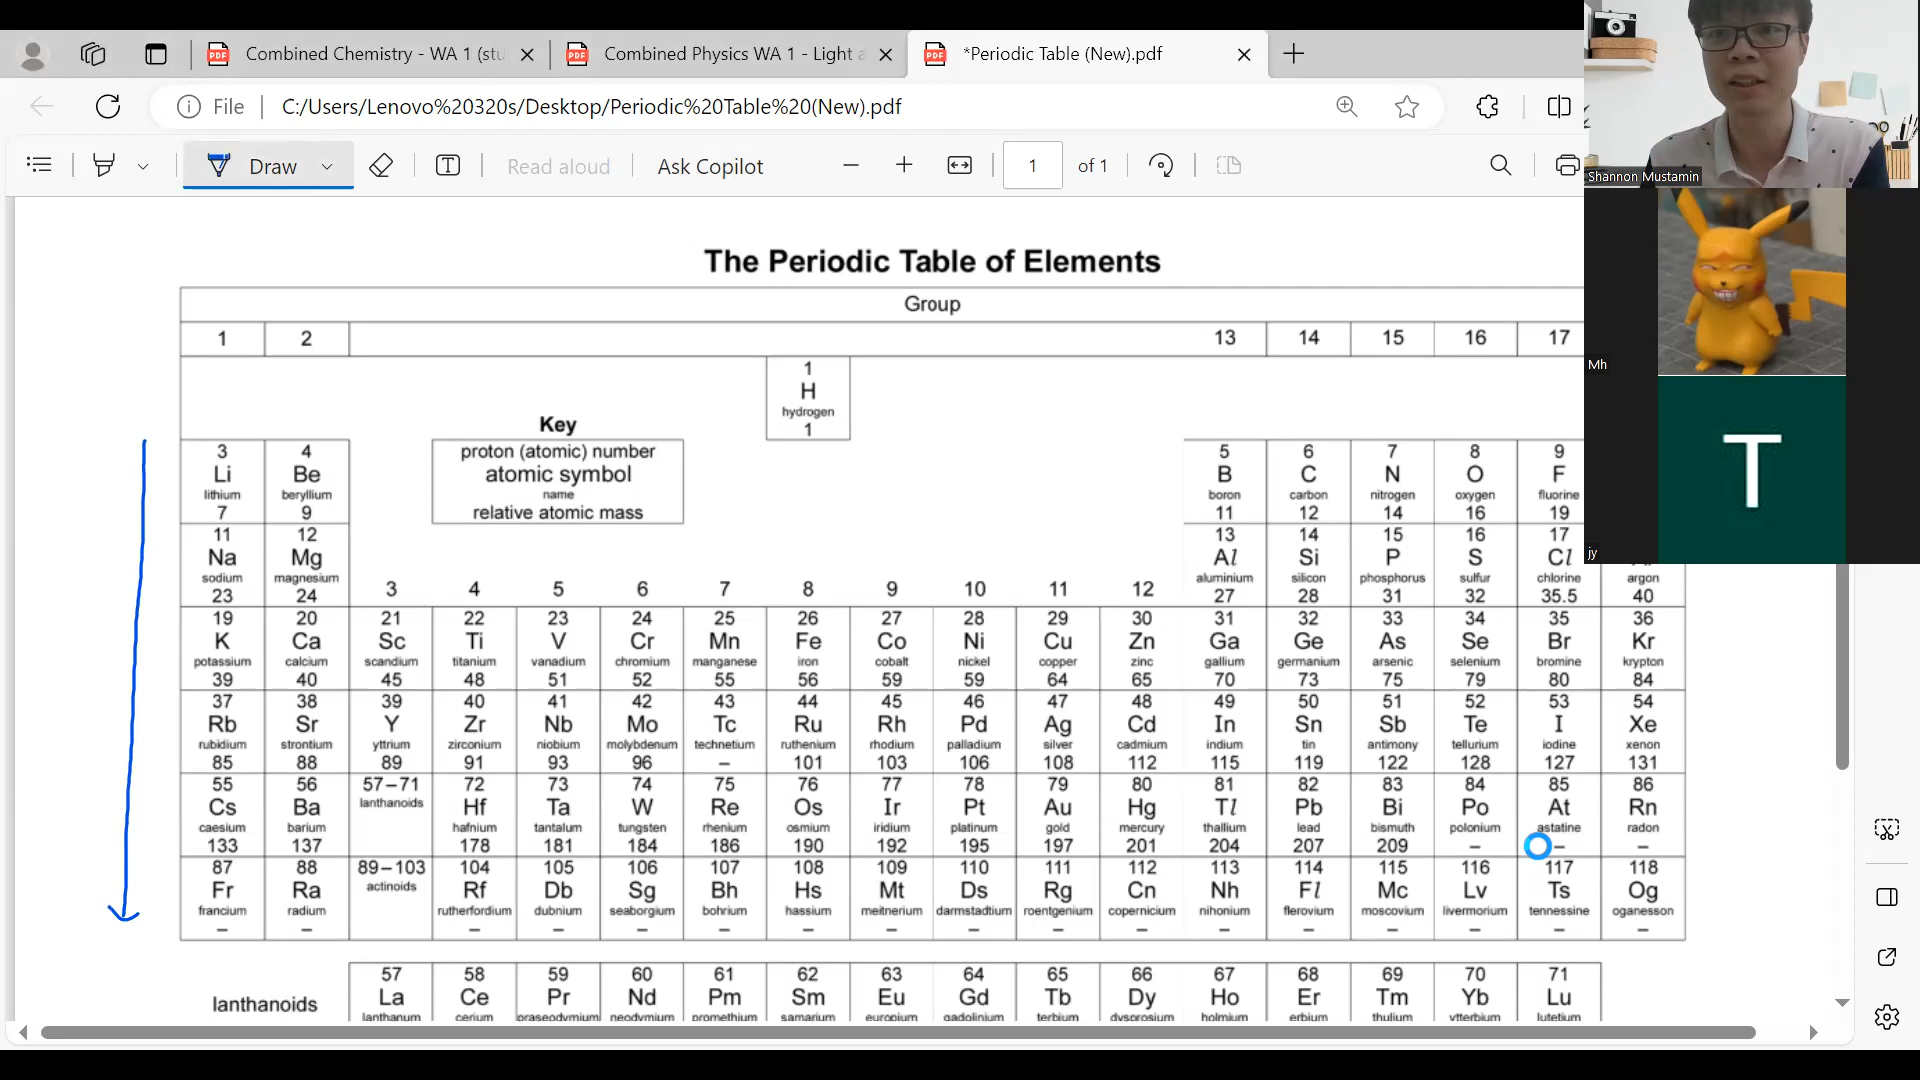 Combined Chemistry - WA 1 (stu
Combined Physics WA 1 - Light a
*Periodic Table (New).pdf
File
C:/Users/Lenovo%20320s/Desktop/Periodic%20Table%20(New).pdf
Draw
Read aloud
Ask Copilot
1 of 1
Shannon Mustamin
Mh
T
jy
The Periodic Table of Elements
Group
1 2 13 14 15 16 17
1
H
hydrogen
1
Key
proton (atomic) number
atomic symbol
name
relative atomic mass
3 4 5 6 7 8 9
Li Be B C N O F
lithium beryllium boron carbon nitrogen oxygen fluorine
7 9 11 12 14 16 19
11 12 13 14 15 16 17
Na Mg Al Si P S Cl
sodium magnesium aluminium silicon phosphorus sulfur chlorine argon
23 24 27 28 31 32 35.5 40
3 4 5 6 7 8 9 10 11 12
19 20 21 22 23 24 25 26 27 28 29 30 31 32 33 34 35 36
K Ca Sc Ti V Cr Mn Fe Co Ni Cu Zn Ga Ge As Se Br Kr
potassium calcium scandium titanium vanadium chromium manganese iron cobalt nickel copper zinc gallium germanium arsenic selenium bromine krypton
39 40 45 48 51 52 55 56 59 59 64 65 70 73 75 79 80 84
37 38 39 40 41 42 43 44 45 46 47 48 49 50 51 52 53 54
Rb Sr Y Zr Nb Mo Tc Ru Rh Pd Ag Cd In Sn Sb Te I Xe
rubidium strontium yttrium zirconium niobium molybdenum technetium ruthenium rhodium palladium silver cadmium indium tin antimony tellurium iodine xenon
85 88 89 91 93 96 – 101 103 106 108 112 115 119 122 128 127 131
55 56 57–71 72 73 74 75 76 77 78 79 80 81 82 83 84 85 86
Cs Ba lanthanoids Hf Ta W Re Os Ir Pt Au Hg Tl Pb Bi Po At Rn
caesium barium hafnium tantalum tungsten rhenium osmium iridium platinum gold mercury thallium lead bismuth polonium astatine radon
133 137 178 181 184 186 190 192 195 197 201 204 207 209 – – –
87 88 89–103 104 105 106 107 108 109 110 111 112 113 114 115 116 117 118
Fr Ra actinoids Rf Db Sg Bh Hs Mt Ds Rg Cn Nh Fl Mc Lv Ts Og
francium radium rutherfordium dubnium seaborgium bohrium hassium meitnerium darmstadtium roentgenium copernicium nihonium flerovium moscovium livermorium tennessine oganesson
– – – – – – – – – – – – – – – – –
57 58 59 60 61 62 63 64 65 66 67 68 69 70 71
lanthanoids La Ce Pr Nd Pm Sm Eu Gd Tb Dy Ho Er Tm Yb Lu
lanthanum cerium praseodymium neodymium promethium samarium europium gadolinium terbium dysprosium holmium erbium thulium ytterbium lutetium